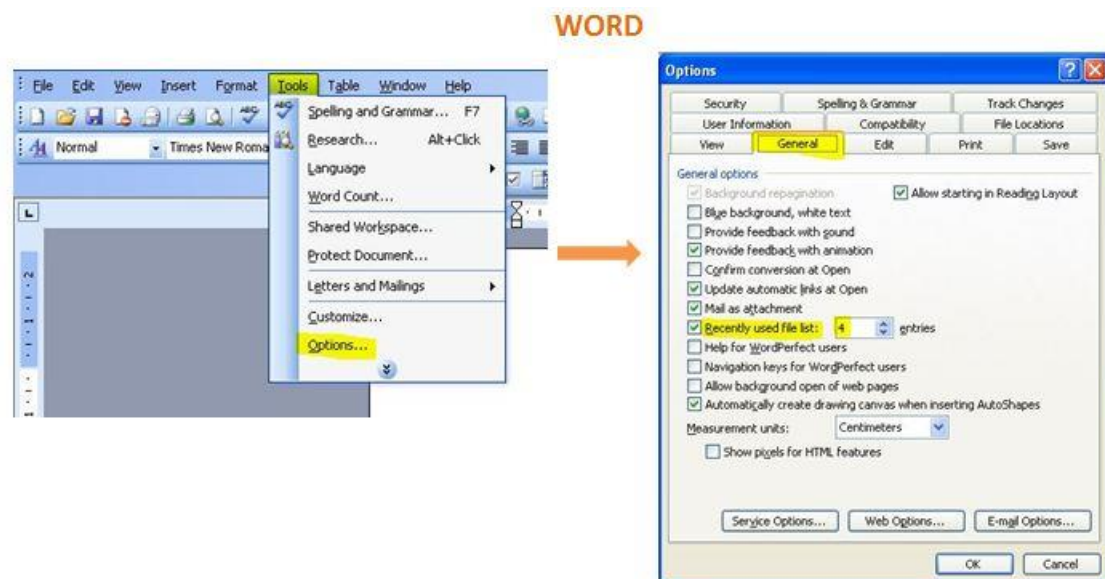 WORD
File Edit View Insert Format Tools Table Window Help
Normal Times New Roma
Spelling and Grammar... F7
Research... Alt+Click
Language
Word Count...
Shared Workspace...
Protect Document...
Letters and Mailings
Customize...
Options...
2
1
Options
Security Spelling & Grammar Track Changes
User Information Compatibility File Locations
View General Edit Print Save
General options
Background repagination Allow starting in Reading Layout
Blue background, white text
Provide feedback with sound
Provide feedback with animation
Confirm conversion at Open
Update automatic links at Open
Mail as attachment
Recently used file list: 4 entries
Help for WordPerfect users
Navigation keys for WordPerfect users
Allow background open of web pages
Automatically create drawing canvas when inserting AutoShapes
Measurement units: Centimeters
Show pixels for HTML features
Service Options... Web Options... E-mail Options...
OK Cancel